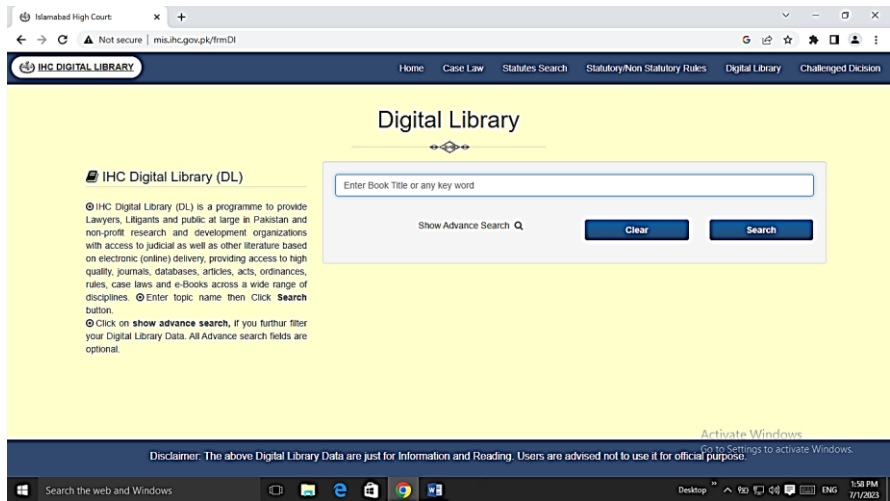 Islamabad High Court:
Not secure | mis.ihc.gov.pk/frmDl
IHC DIGITAL LIBRARY
Home Case Law Statutes Search Statutory/Non Statutory Rules Digital Library Challenged Dicision
Digital Library
IHC Digital Library (DL)
IHC Digital Library (DL) is a programme to provide
Lawyers, Litigants and public at large in Pakistan and
non-profit research and development organizations
with access to judicial as well as other literature based
on electronic (online) delivery, providing access to high
quality, journals, databases, articles, acts, ordinances,
rules, case laws and e-Books across a wide range of
disciplines. Enter topic name then Click Search
button.
Click on show advance search, if you furthur filter
your Digital Library Data. All Advance search fields are
optional.
Enter Book Title or any key word
Show Advance Search
Clear
Search
Activate Windows
Go to Settings to activate Windows.
Disclaimer: The above Digital Library Data are just for Information and Reading. Users are advised not to use it for official purpose.
Search the web and Windows
Desktop
ENG
1:58 PM
7/1/2023